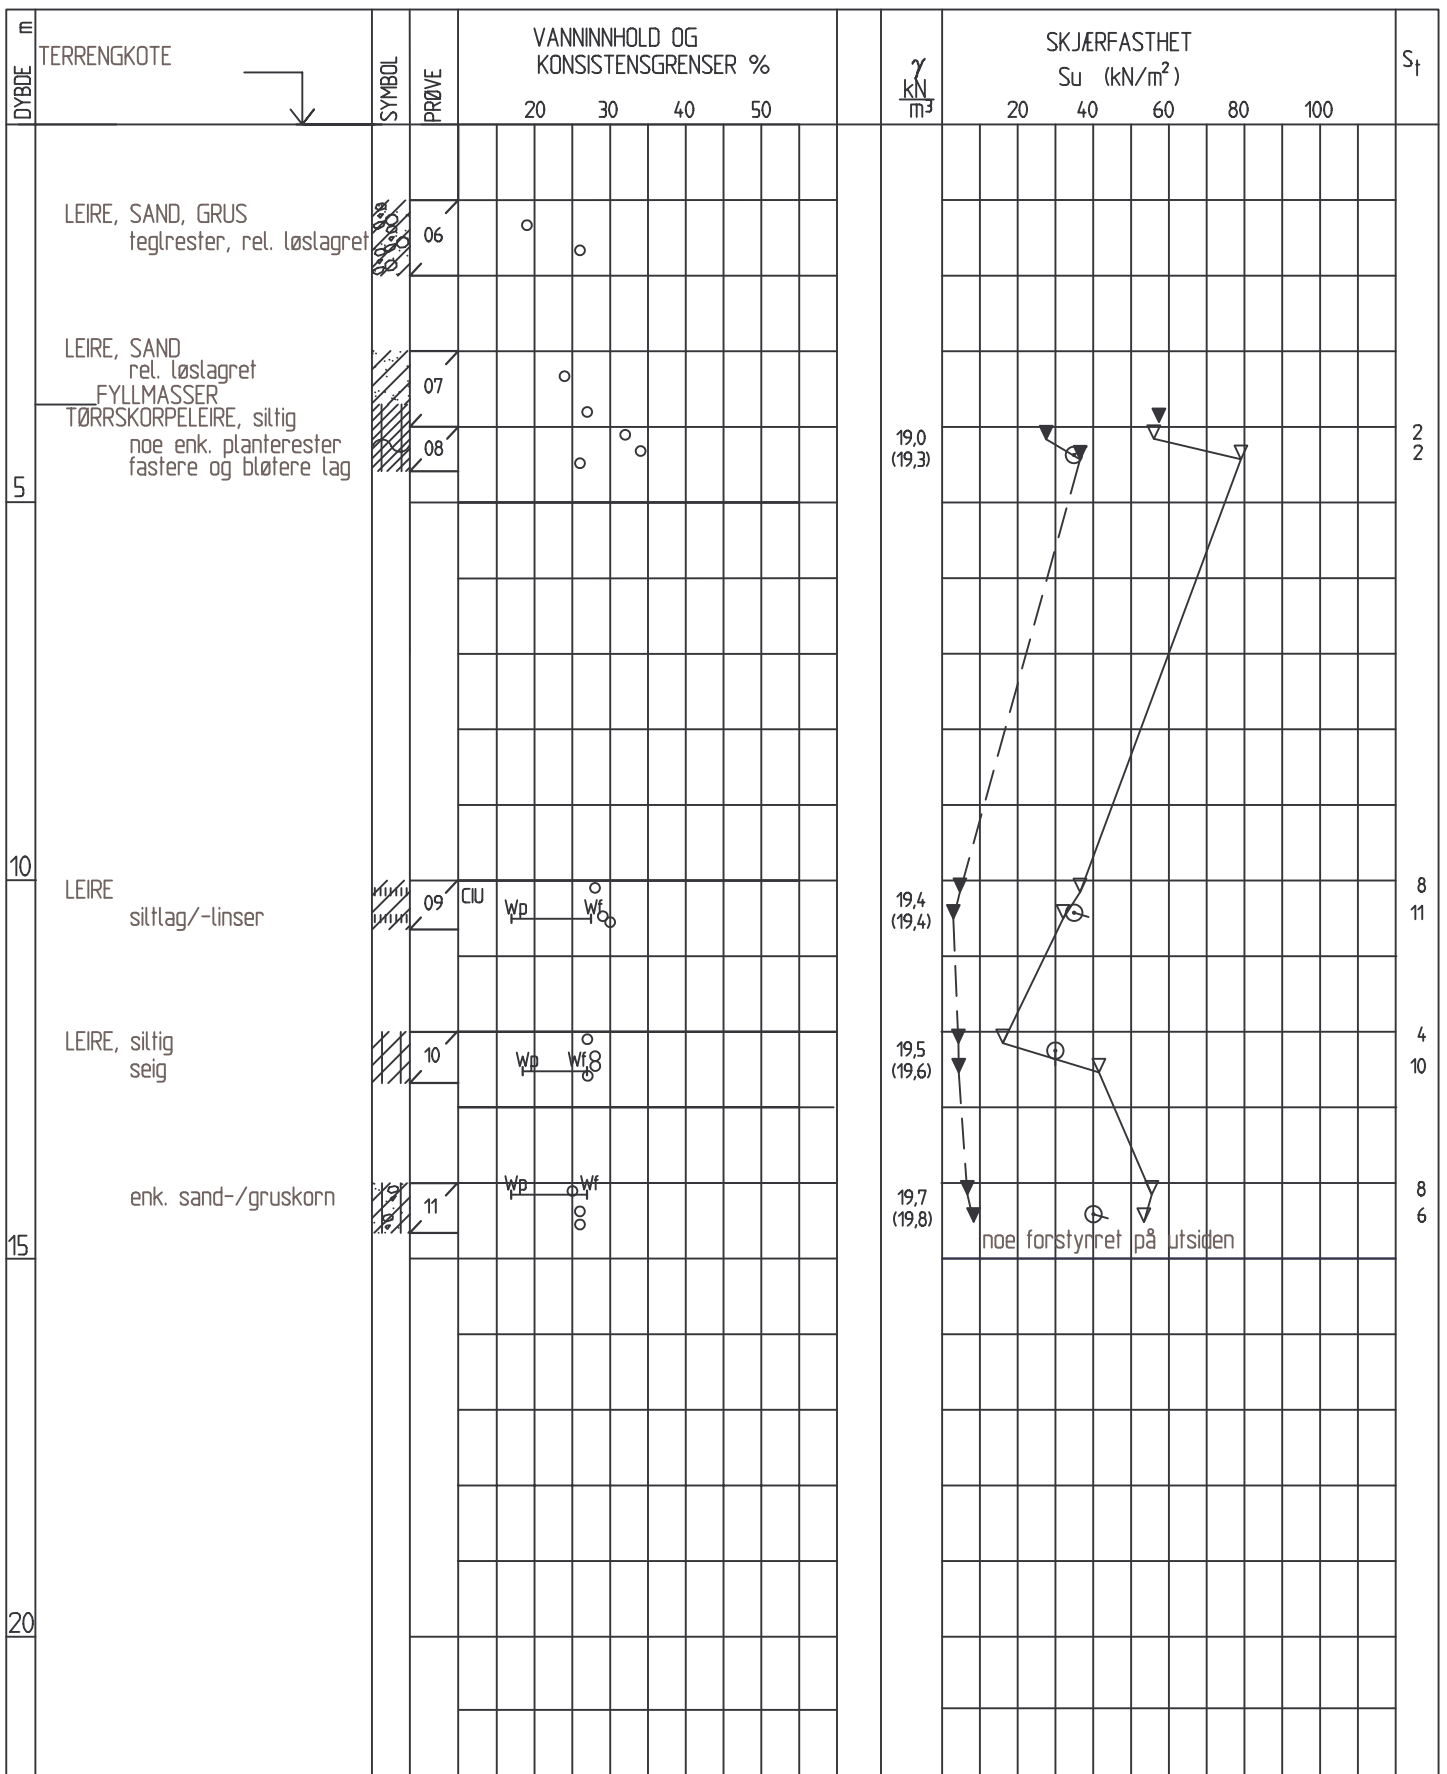 DYBDE m
TERRENGKOTE
SYMBOL
PRØVE
VANNINNHOLD OG
KONSISTENSGRENSER %
20 30 40 50
γ
kN
m³
SKJÆRFASTHET
Su (kN/m²)
20 40 60 80 100
St
LEIRE, SAND, GRUS
teglrester, rel. løslagret
06
LEIRE, SAND
rel. løslagret
07
FYLLMASSER
TØRRSKORPELEIRE, siltig
noe enk. planterester
fastere og bløtere lag
08
19,0
(19,3)
2
2
5
10
LEIRE
siltlag/-linser
09
CIU
Wp Wf
19,4
(19,4)
8
11
LEIRE, siltig
seig
10
Wp Wf
19,5
(19,6)
4
10
enk. sand-/gruskorn
11
Wp Wf
19,7
(19,8)
8
6
noe forstyrret på utsiden
15
20